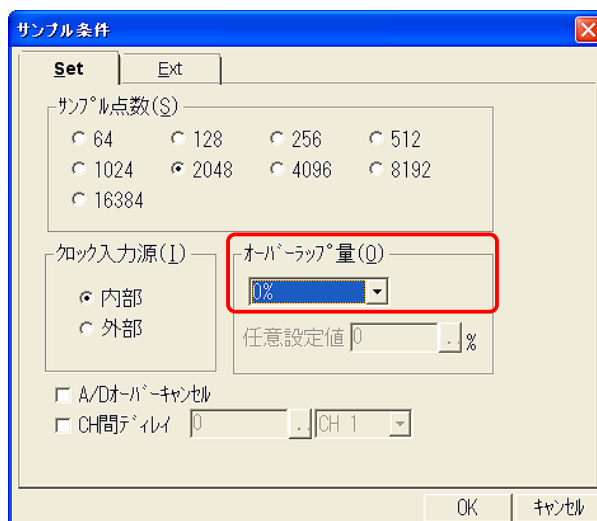 サンプル条件
Set Ext
サンプル点数(S)
64 128 256 512
1024 2048 4096 8192
16384
クロック入力源(I) オーバーラップ量(O)
内部 0%
外部 任意設定値 0 .. %
A/Dオーバーキャンセル
CH間ディレイ 0 .. CH 1
OK キャンセル